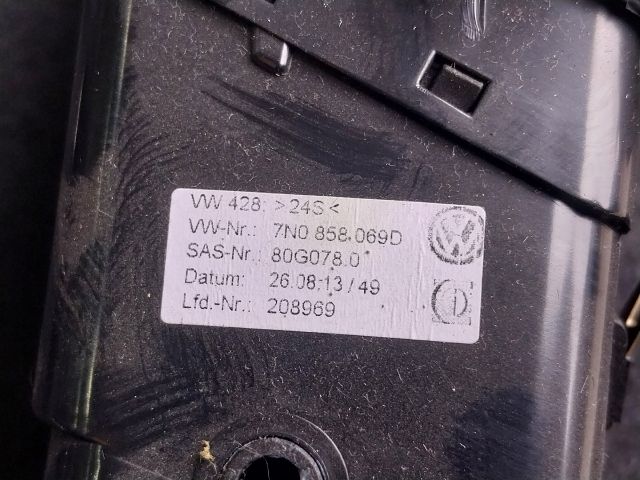 VW 428: >24S<
VW-Nr.: 7N0 858 069D
SAS-Nr.: 80G078.0
Datum: 26.08.13/49
Lfd.-Nr.: 208969